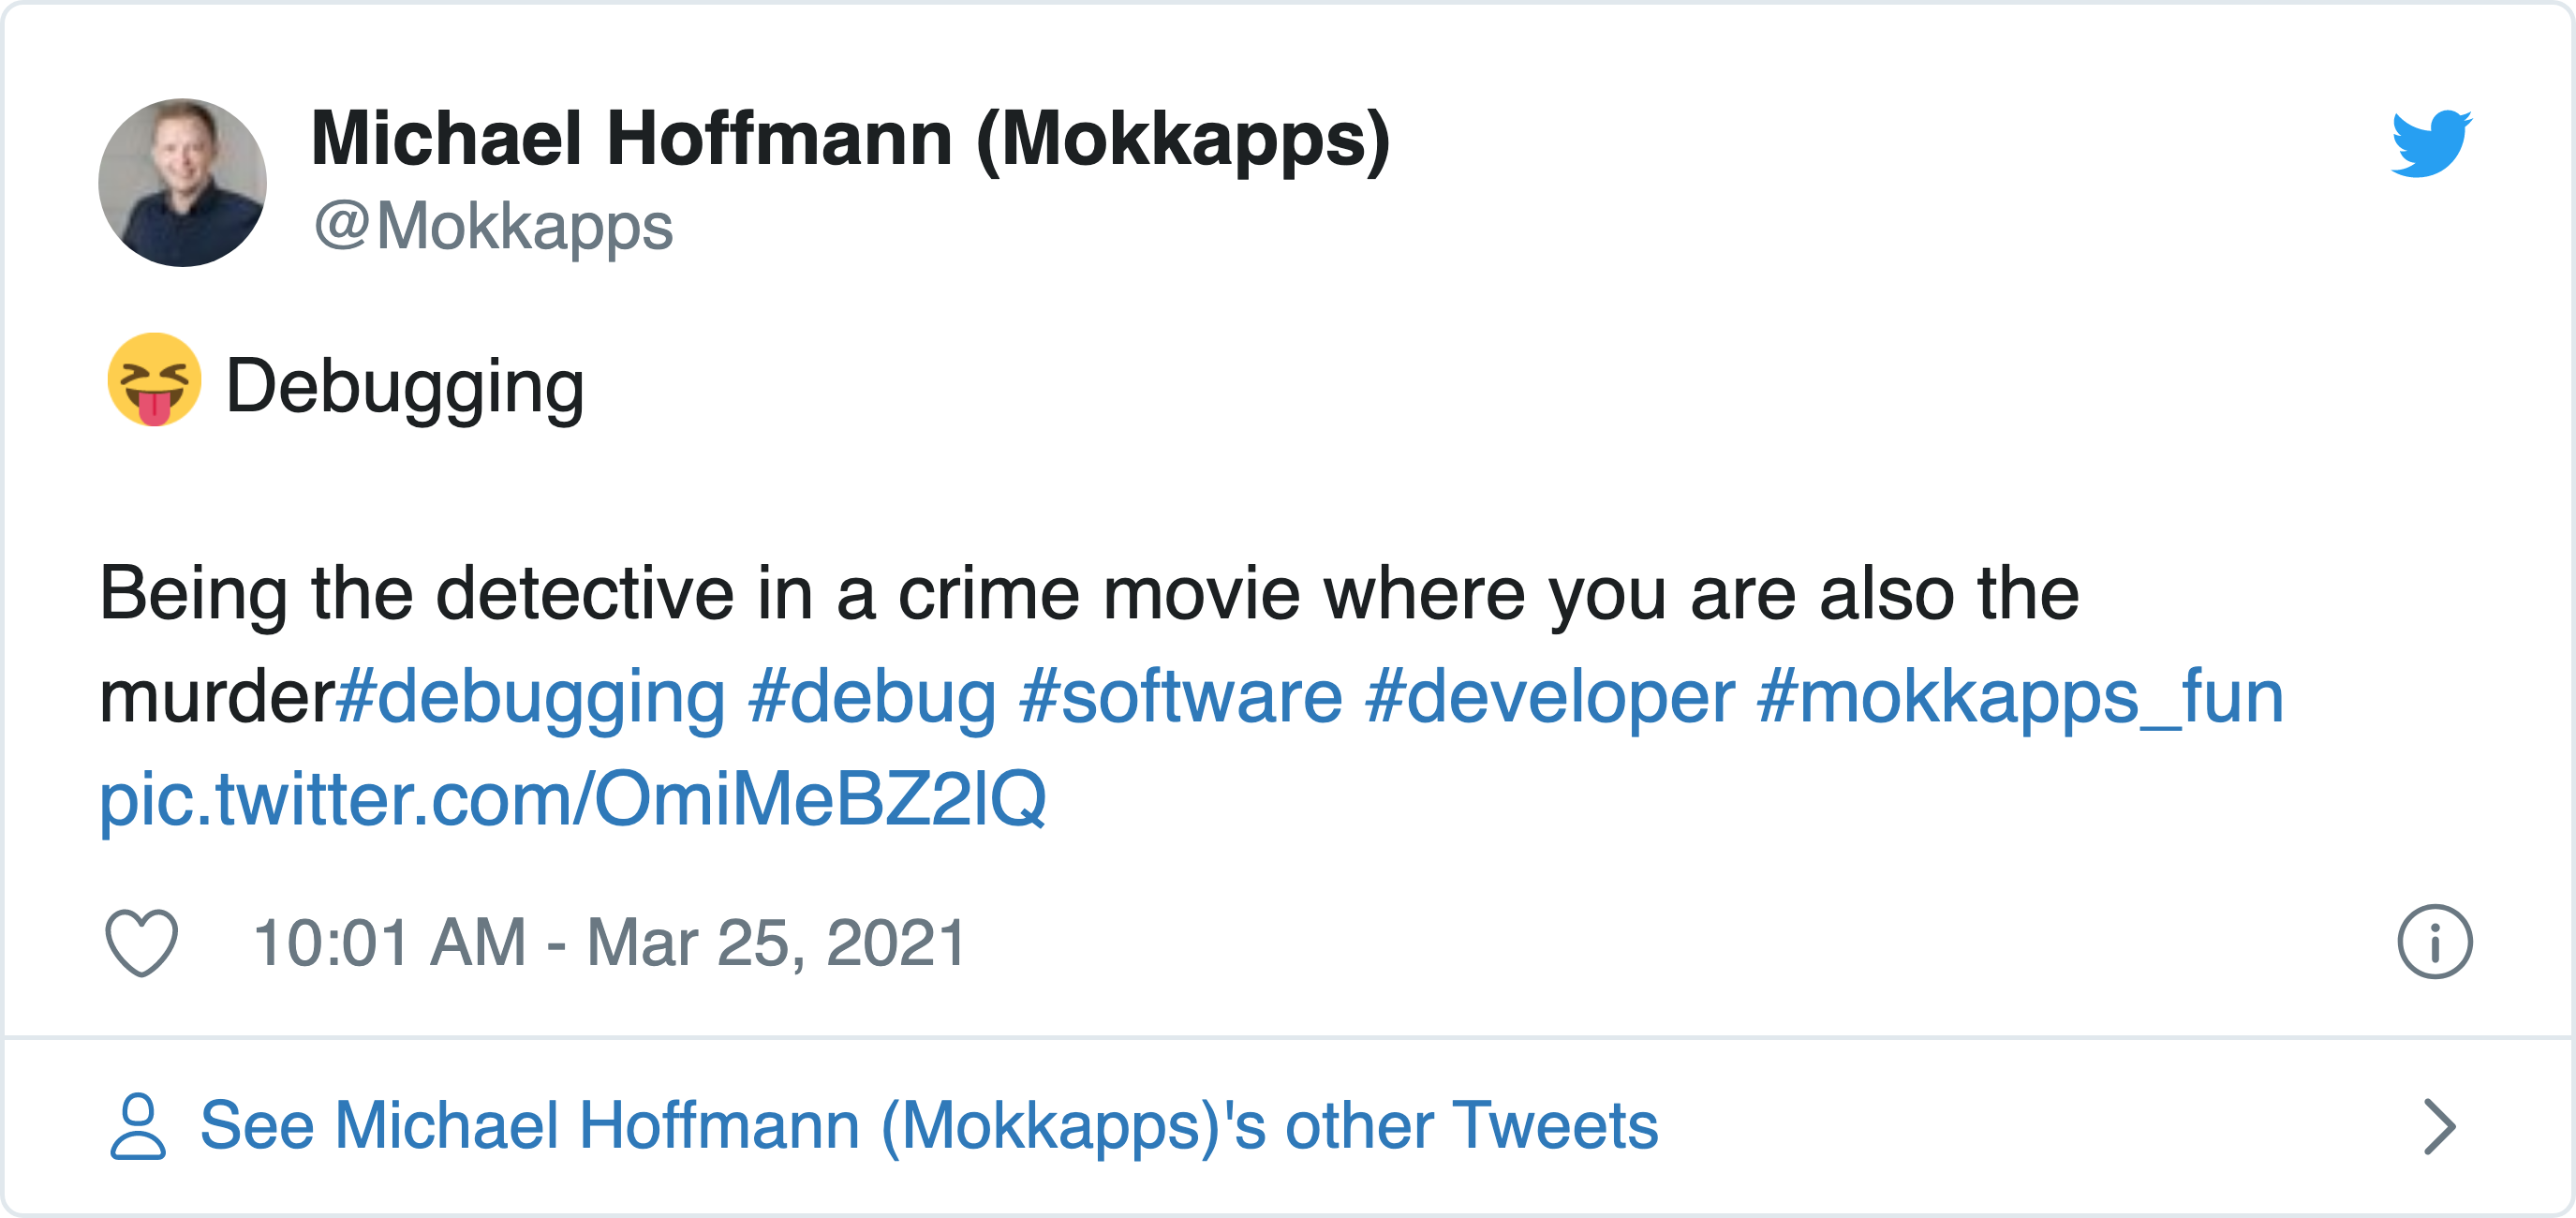 Michael Hoffmann (Mokkapps)
@Mokkapps
😝 Debugging
Being the detective in a crime movie where you are also the
murder#debugging #debug #software #developer #mokkapps_fun
pic.twitter.com/OmiMeBZ2lQ
10:01 AM - Mar 25, 2021
See Michael Hoffmann (Mokkapps)'s other Tweets